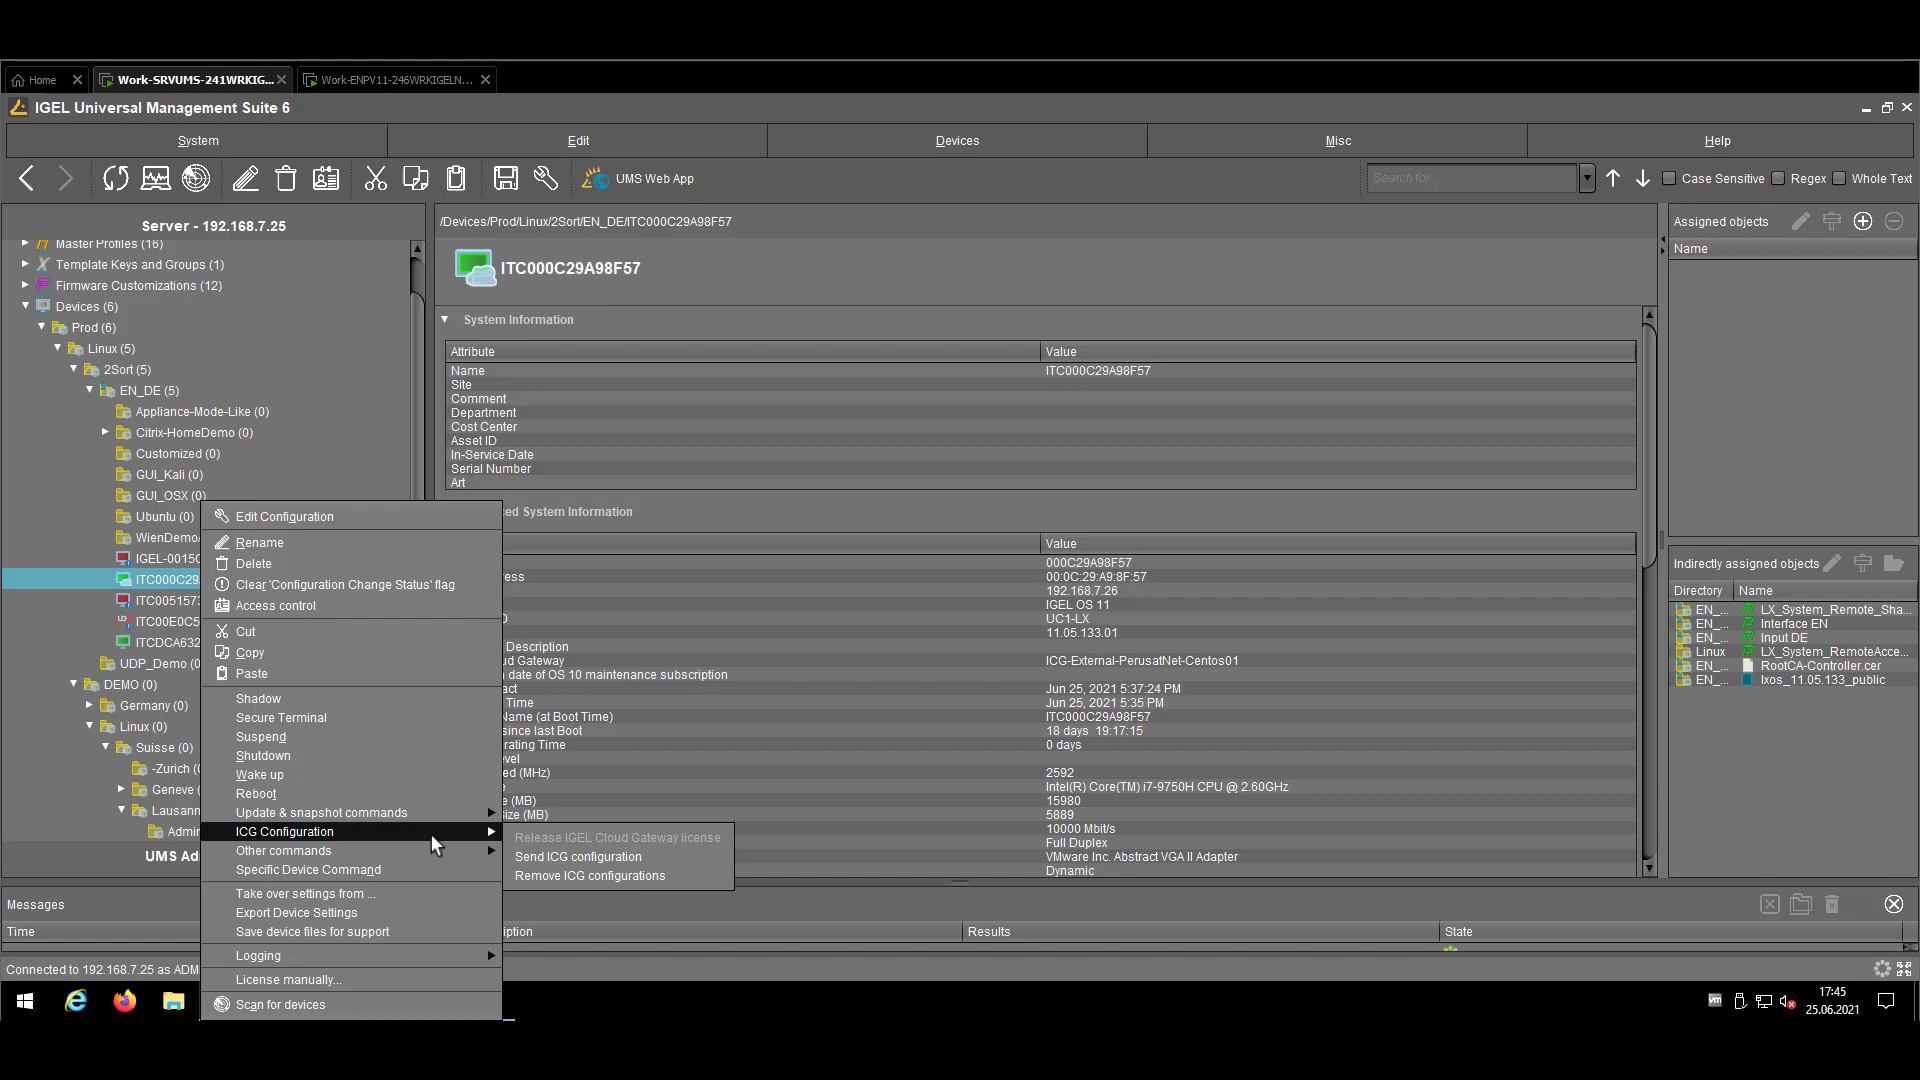 Home
Work-SRVUMS-241WRKIG...
Work-ENPV11-246WRKIGELN...
IGEL Universal Management Suite 6
System
Edit
Devices
Misc
Help
UMS Web App
Search for...
Case Sensitive
Regex
Whole Text
Server - 192.168.7.25
Master Profiles (16)
Template Keys and Groups (1)
Firmware Customizations (12)
Devices (6)
Prod (6)
Linux (5)
2Sort (5)
EN_DE (5)
Appliance-Mode-Like (0)
Citrix-HomeDemo (0)
Customized (0)
GUI_Kali (0)
GUI_OSX (0)
Ubuntu (0)
WienDemo
IGEL-0015
ITC000C29
ITC005157
ITC00E0C5
ITCDCA632
UDP_Demo (0
DEMO (0)
Germany (0)
Linux (0)
Suisse (0)
-Zurich (
Geneve
Lausann
Admin
UMS Ad
Edit Configuration
Rename
Delete
Clear 'Configuration Change Status' flag
Access control
Cut
Copy
Paste
Shadow
Secure Terminal
Suspend
Shutdown
Wake up
Reboot
Update & snapshot commands
ICG Configuration
Other commands
Specific Device Command
Take over settings from ...
Export Device Settings
Save device files for support
Logging
License manually...
Scan for devices
Release IGEL Cloud Gateway license
Send ICG configuration
Remove ICG configurations
/Devices/Prod/Linux/2Sort/EN_DE/ITC000C29A98F57
ITC000C29A98F57
System Information
Attribute Value
Name ITC000C29A98F57
Site
Comment
Department
Cost Center
Asset ID
In-Service Date
Serial Number
Art
ced System Information
Value
000C29A98F57
ress 00:0C:29:A9:8F:57
192.168.7.26
IGEL OS 11
D UC1-LX
11.05.133.01
Description
oud Gateway ICG-External-PerusatNet-Centos01
n date of OS 10 maintenance subscription
act Jun 25, 2021 5:37:24 PM
Time Jun 25, 2021 5:35 PM
Name (at Boot Time) ITC000C29A98F57
since last Boot 18 days 19:17:15
rating Time 0 days
evel
ed (MHz) 2592
e Intel(R) Core(TM) i7-9750H CPU @ 2.60GHz
e (MB) 15980
Size (MB) 5889
10000 Mbit/s
Full Duplex
VMware Inc. Abstract VGA II Adapter
Dynamic
Assigned objects
Name
Indirectly assigned objects
Directory Name
EN_... LX_System_Remote_Sha...
EN_... Interface EN
EN_... Input DE
Linux LX_System_RemoteAcce...
EN_... RootCA-Controller.cer
EN_... Ixos_11.05.133_public
Messages
Time
iption
Results
State
Connected to 192.168.7.25 as ADM
17:45
25.06.2021